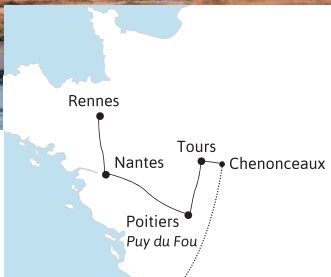 Rennes
Tours
Nantes
Chenonceaux
Poitiers
Puy du Fou